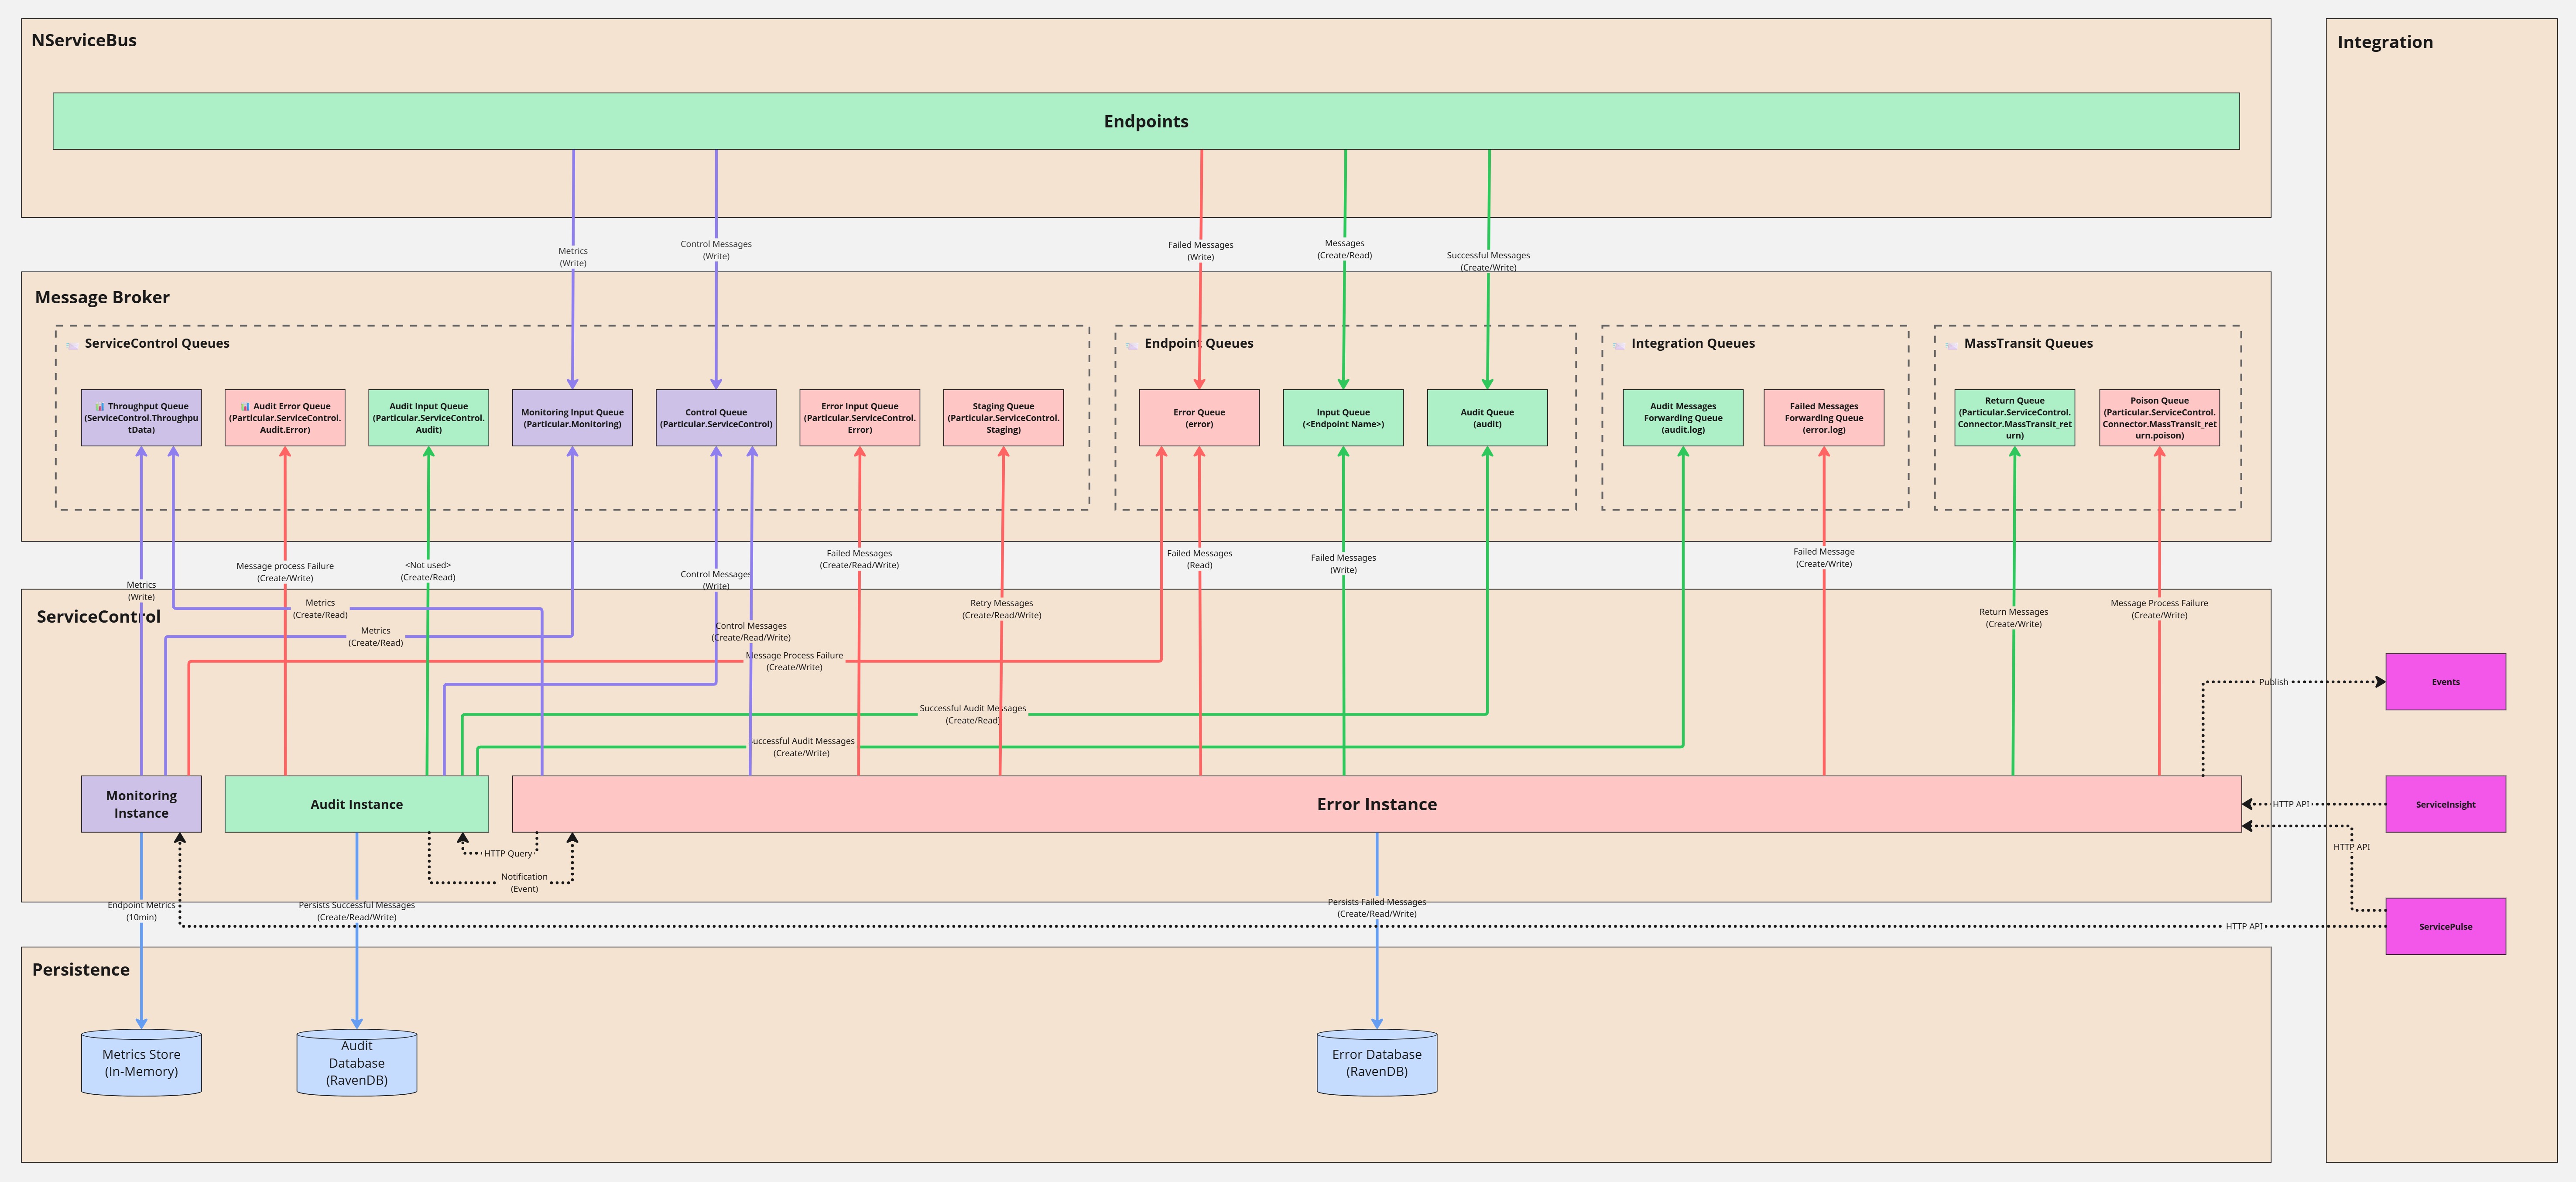 NServiceBus
Integration
Endpoints
Metrics
(Write)
Control Messages
(Write)
Failed Messages
(Write)
Messages
(Create/Read)
Successful Messages
(Create/Write)
Message Broker
ServiceControl Queues
Endpoint Queues
Integration Queues
MassTransit Queues
Throughput Queue
(ServiceControl.Throughpu
tData)
Audit Error Queue
(Particular.ServiceControl.
Audit.Error)
Audit Input Queue
(Particular.ServiceControl.
Audit)
Monitoring Input Queue
(Particular.Monitoring)
Control Queue
(Particular.ServiceControl)
Error Input Queue
(Particular.ServiceControl.
Error)
Staging Queue
(Particular.ServiceControl.
Staging)
Error Queue
(error)
Input Queue
(<Endpoint Name>)
Audit Queue
(audit)
Audit Messages
Forwarding Queue
(audit.log)
Failed Messages
Forwarding Queue
(error.log)
Return Queue
(Particular.ServiceControl.
Connector.MassTransit_ret
urn)
Poison Queue
(Particular.ServiceControl.
Connector.MassTransit_ret
urn.poison)
Metrics
(Write)
Message process Failure
(Create/Write)
<Not used>
(Create/Read)
Control Messages
(Write)
Failed Messages
(Create/Read/Write)
Failed Messages
(Read)
Failed Messages
(Write)
Failed Message
(Create/Write)
ServiceControl
Metrics
(Create/Read)
Metrics
(Create/Read)
Control Messages
(Create/Read/Write)
Retry Messages
(Create/Read/Write)
Return Messages
(Create/Write)
Message Process Failure
(Create/Write)
Message Process Failure
(Create/Write)
Successful Audit Messages
(Create/Read)
Successful Audit Messages
(Create/Write)
Publish
Events
Monitoring
Instance
Audit Instance
Error Instance
HTTP API
ServiceInsight
HTTP Query
Notification
(Event)
HTTP API
Endpoint Metrics
(10min)
Persists Successful Messages
(Create/Read/Write)
Persists Failed Messages
(Create/Read/Write)
HTTP API
ServicePulse
Persistence
Metrics Store
(In-Memory)
Audit
Database
(RavenDB)
Error Database
(RavenDB)